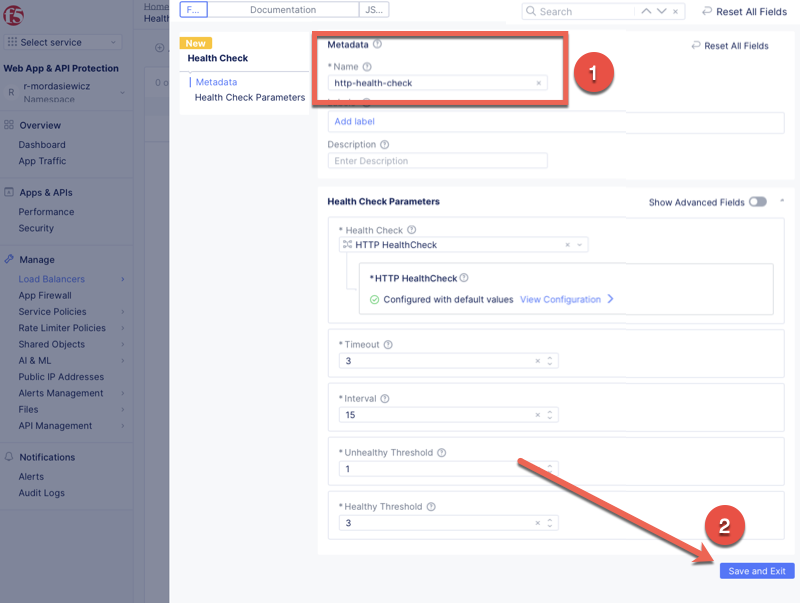 f5
Home
Health
F...
Documentation
JS...
Search
Reset All Fields
Select service
Web App & API Protection
R
r-mordasiewicz
Namespace
Overview
Dashboard
App Traffic
Apps & APIs
Performance
Security
Manage
Load Balancers
App Firewall
Service Policies
Rate Limiter Policies
Shared Objects
AI & ML
Public IP Addresses
Alerts Management
Files
API Management
Notifications
Alerts
Audit Logs
New
Health Check
Metadata
Health Check Parameters
Metadata
Reset All Fields
* Name
http-health-check
1
Add label
Description
Enter Description
Health Check Parameters
Show Advanced Fields
* Health Check
HTTP HealthCheck
* HTTP HealthCheck
Configured with default values View Configuration
* Timeout
3
* Interval
15
* Unhealthy Threshold
1
* Healthy Threshold
3
2
Save and Exit